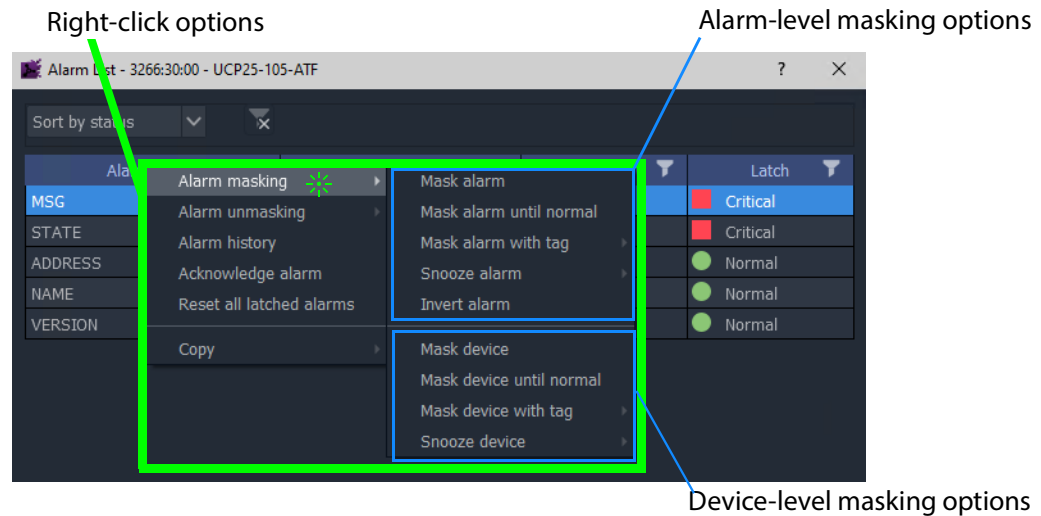 Right-click options
Alarm-level masking options
Alarm List - 3266:30:00 - UCP25-105-ATF
?
Sort by status
Ala
Latch
MSG
Critical
STATE
Critical
ADDRESS
Normal
NAME
Normal
VERSION
Normal
Alarm masking
Alarm unmasking
Alarm history
Acknowledge alarm
Reset all latched alarms
Copy
Mask alarm
Mask alarm until normal
Mask alarm with tag
Snooze alarm
Invert alarm
Mask device
Mask device until normal
Mask device with tag
Snooze device
Device-level masking options